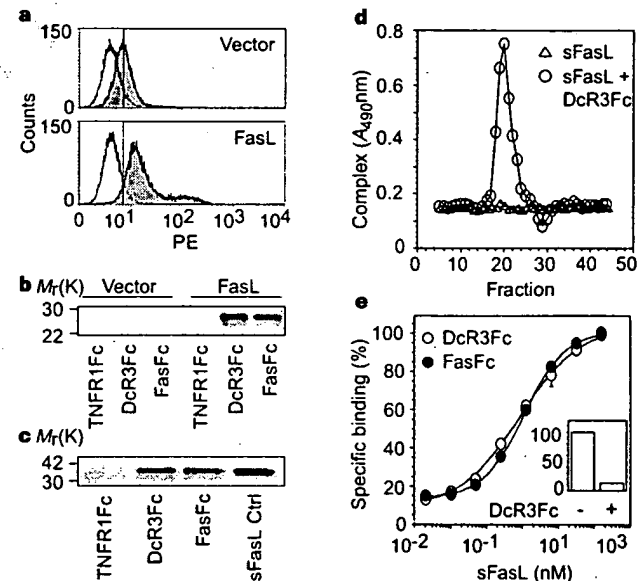 a
150
Vector
0
150
FasL
0
Counts
0 10¹ 10² 10³ 10⁴
PE
b Mr(K) Vector FasL
30
22
TNFR1Fc
DcR3Fc
FasFc
TNFR1Fc
DcR3Fc
FasFc
c Mr(K)
42
30
TNFR1Fc
DcR3Fc
FasFc
sFasL Ctrl
d
Complex (A490nm)
0.8
0.6
0.4
0.2
0
0 10 20 30 40 50
Fraction
sFasL
sFasL +
DcR3Fc
e
Specific binding (%)
100
80
60
40
20
0
DcR3Fc
FasFc
100
50
0
DcR3Fc - +
10⁻² 10⁻¹ 10¹ 10³
sFasL (nM)